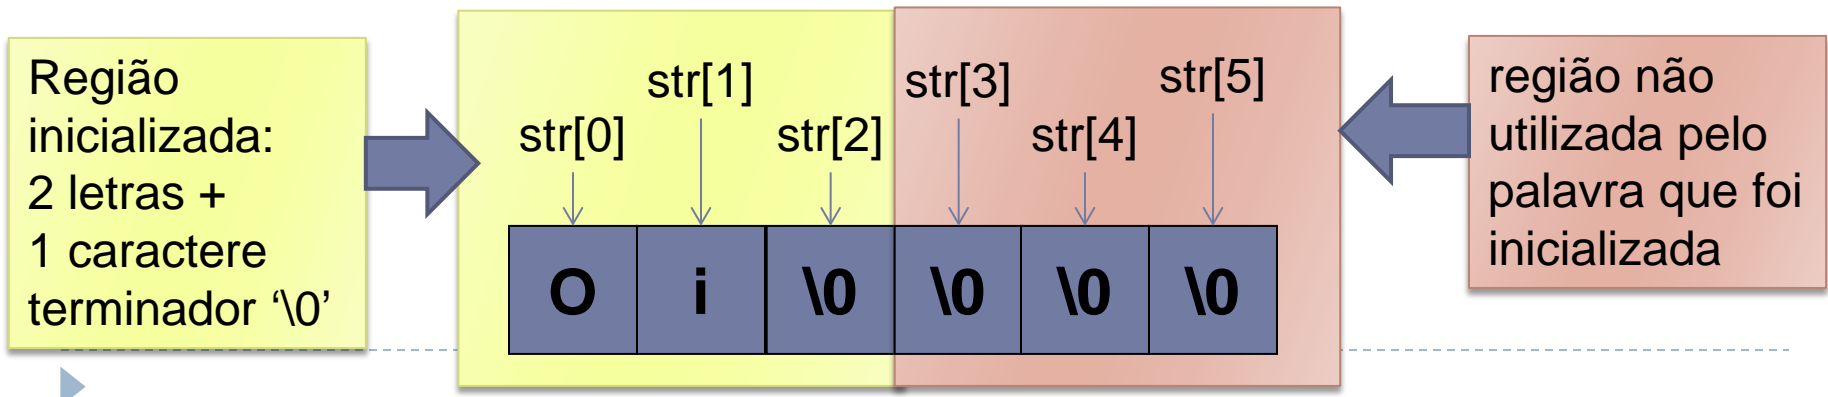 Região
inicializada:
2 letras +
1 caractere
terminador ‘\0’
str[0]
str[1]
str[2]
str[3]
str[4]
str[5]
O i \0 \0 \0 \0
região não
utilizada pelo
palavra que foi
inicializada